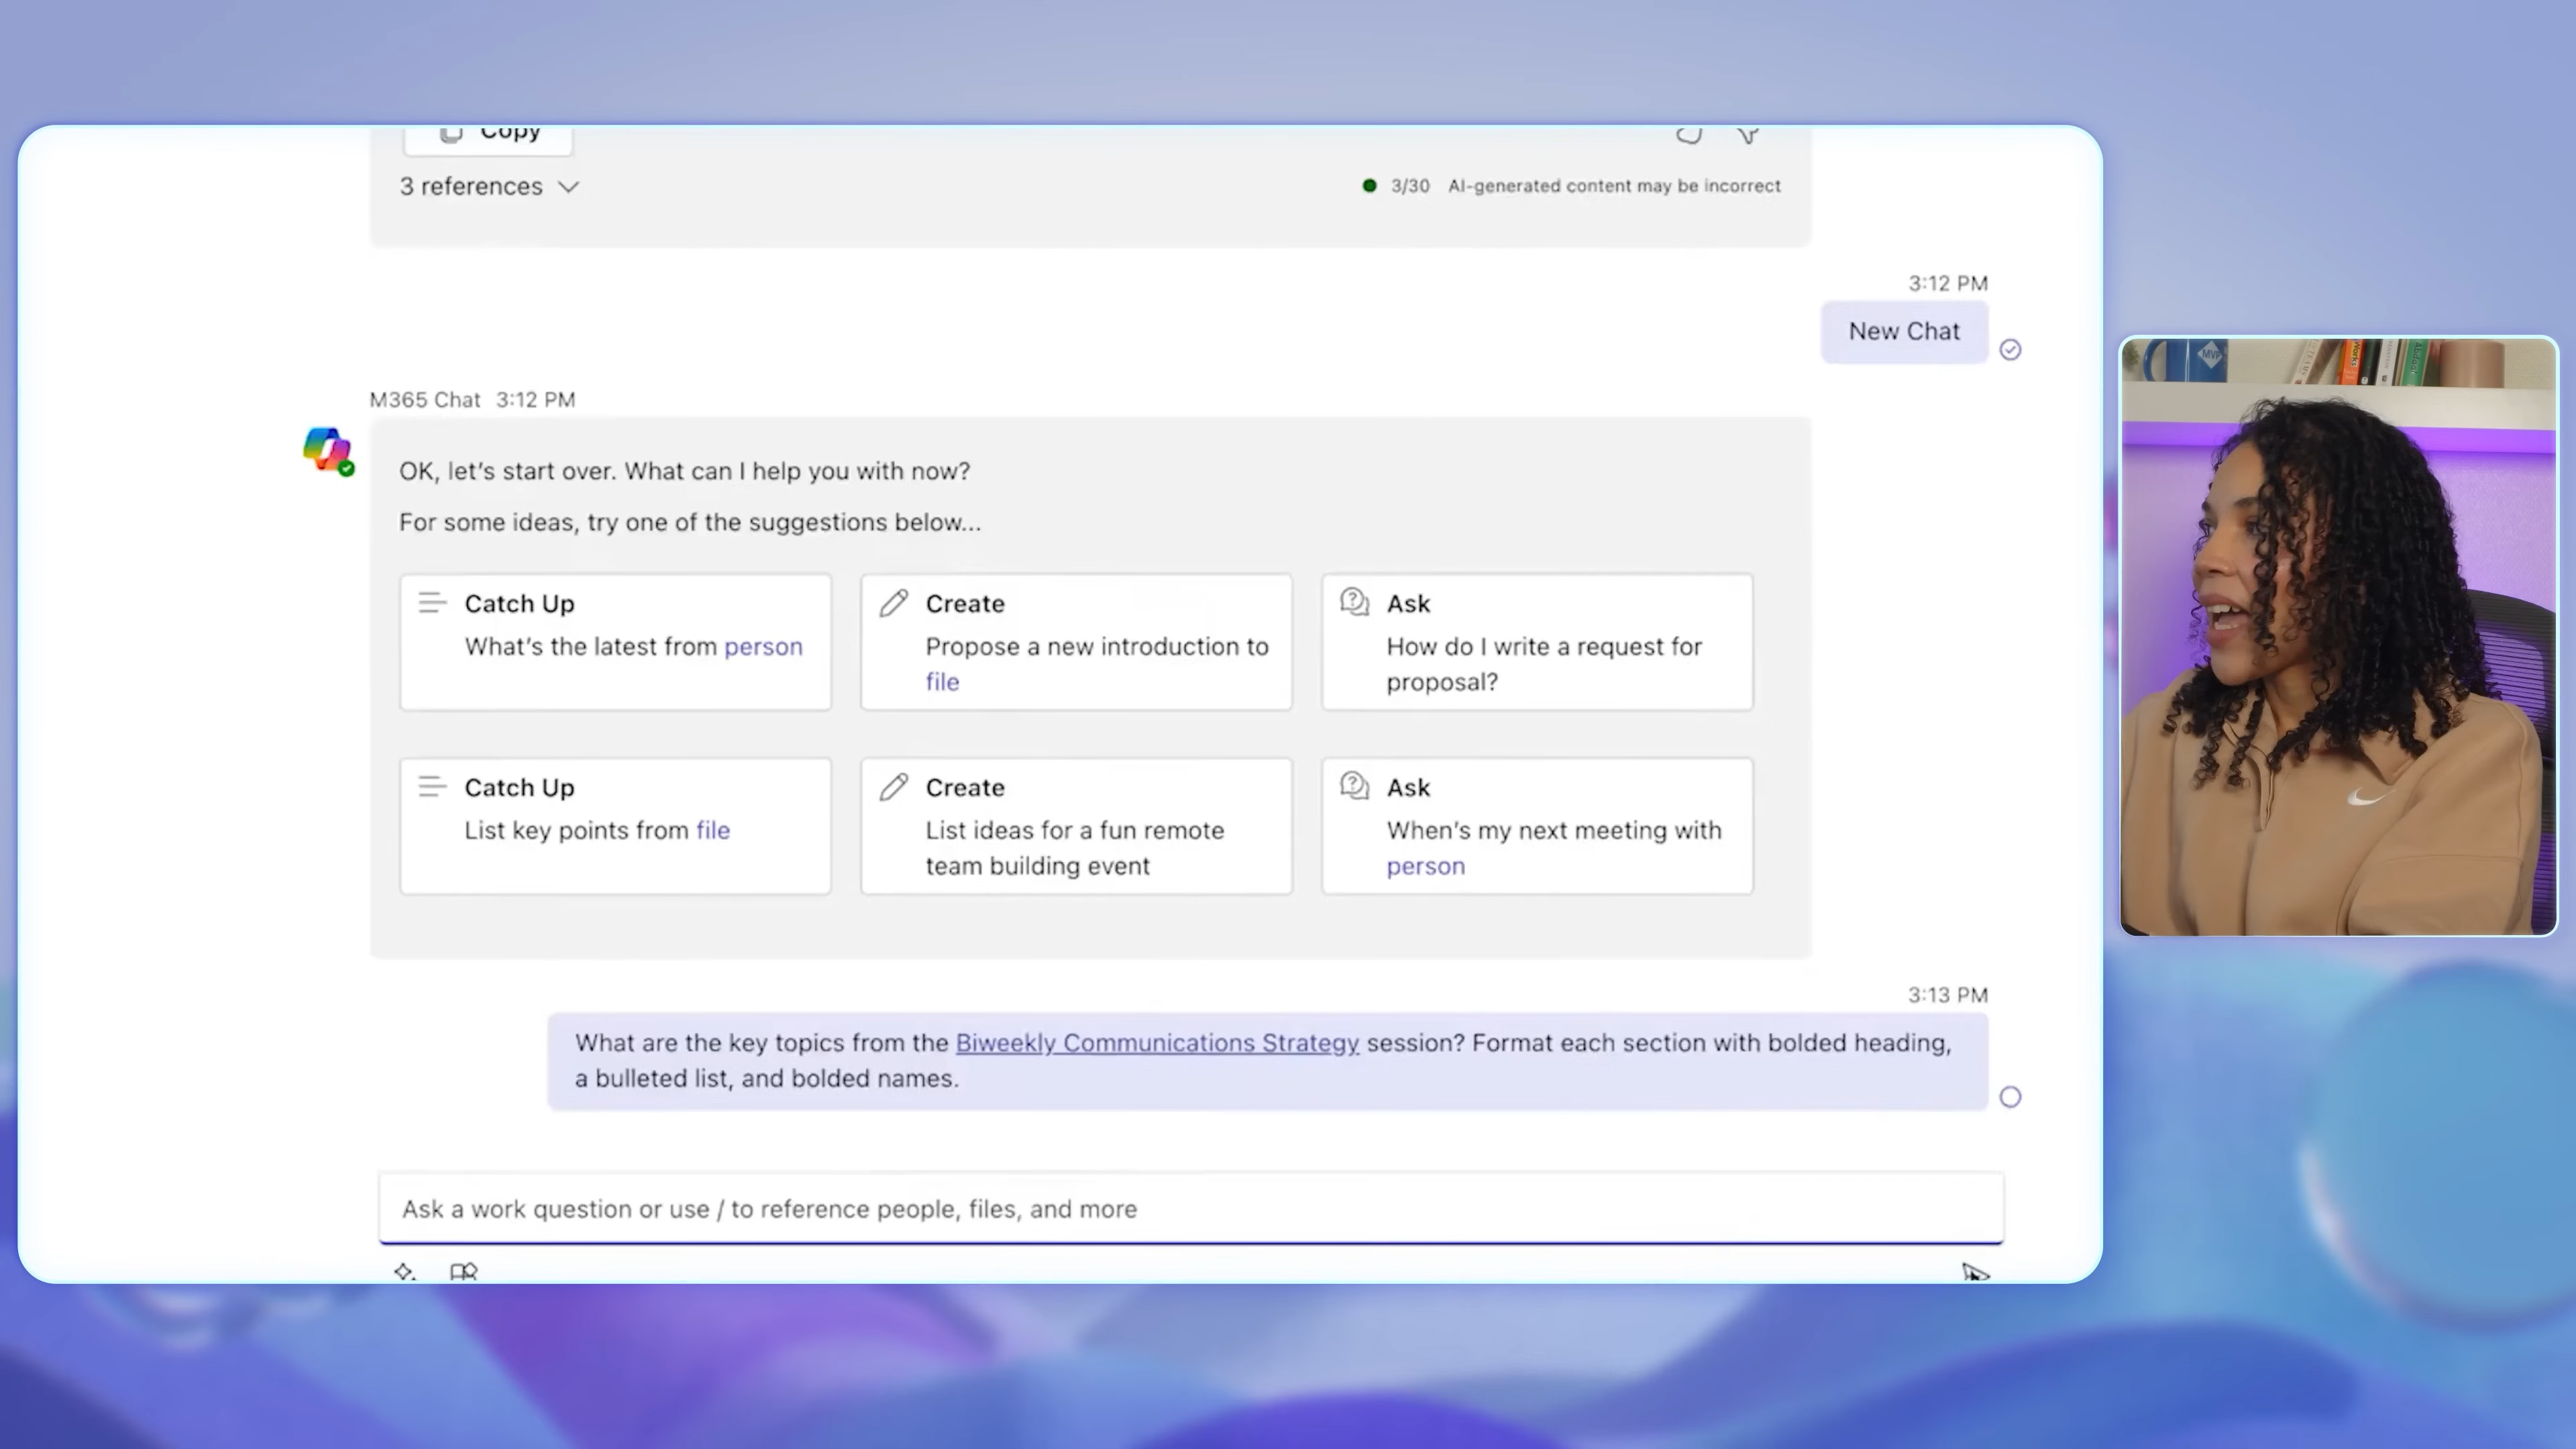 Copy
3 references
3/30 AI-generated content may be incorrect
3:12 PM
New Chat
M365 Chat 3:12 PM
OK, let's start over. What can I help you with now?
For some ideas, try one of the suggestions below...
Catch Up
What's the latest from person
Create
Propose a new introduction to
file
Ask
How do I write a request for
proposal?
Catch Up
List key points from file
Create
List ideas for a fun remote
team building event
Ask
When's my next meeting with
person
3:13 PM
What are the key topics from the Biweekly Communications Strategy session? Format each section with bolded heading,
a bulleted list, and bolded names.
Ask a work question or use / to reference people, files, and more
MVP